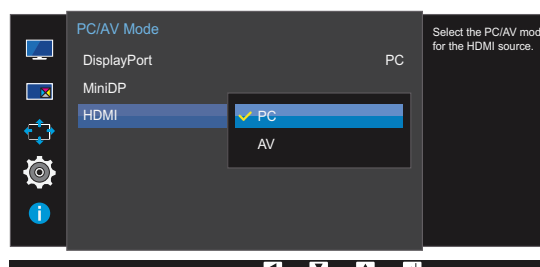 PC/AV Mode
Select the PC/AV mod
for the HDMI source.
DisplayPort PC
MiniDP
HDMI PC
AV